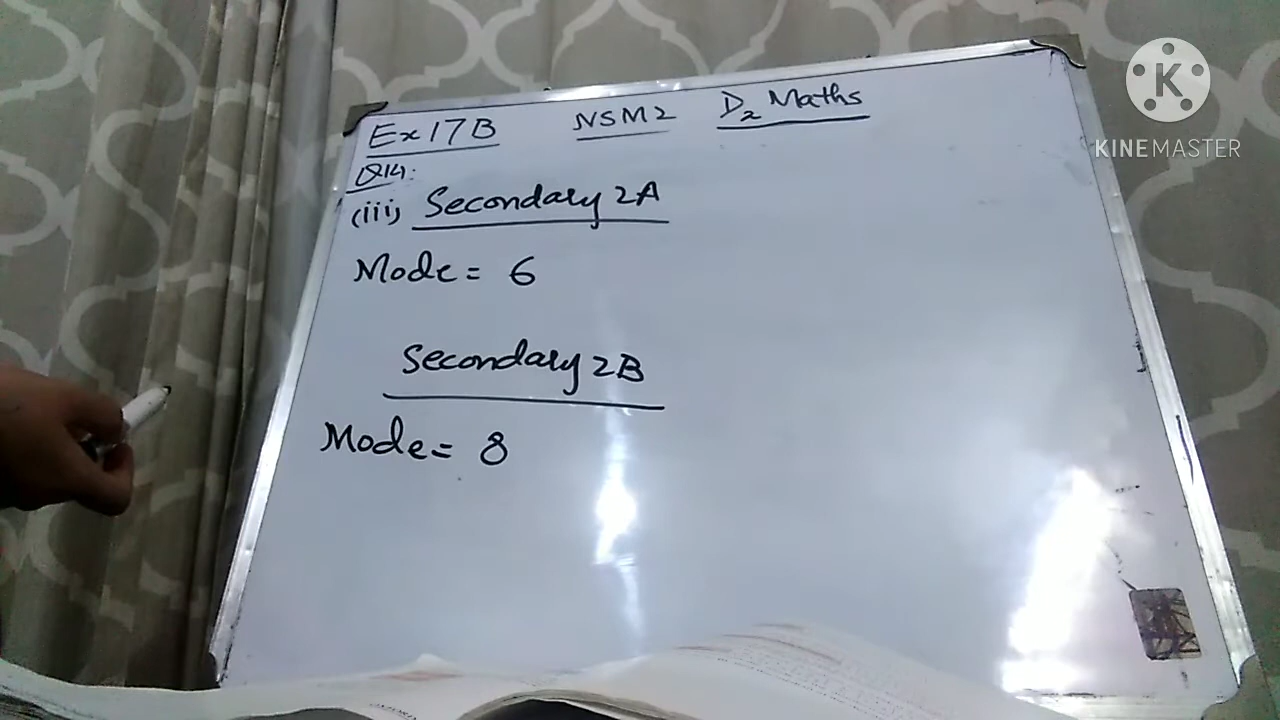 Ex 17B NSM2 D2 Maths
Q14:
(iii) Secondary 2A
Mode = 6
Secondary 2B
Mode = 8
K
KINEMASTER